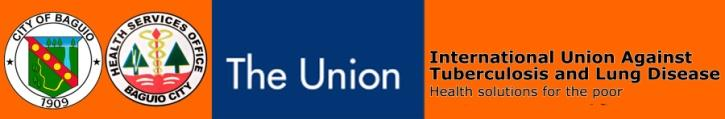 CITY OF BAGUIO
1909
HEALTH SERVICES OFFICE
BAGUIO CITY
The Union
International Union Against
Tuberculosis and Lung Disease
Health solutions for the poor